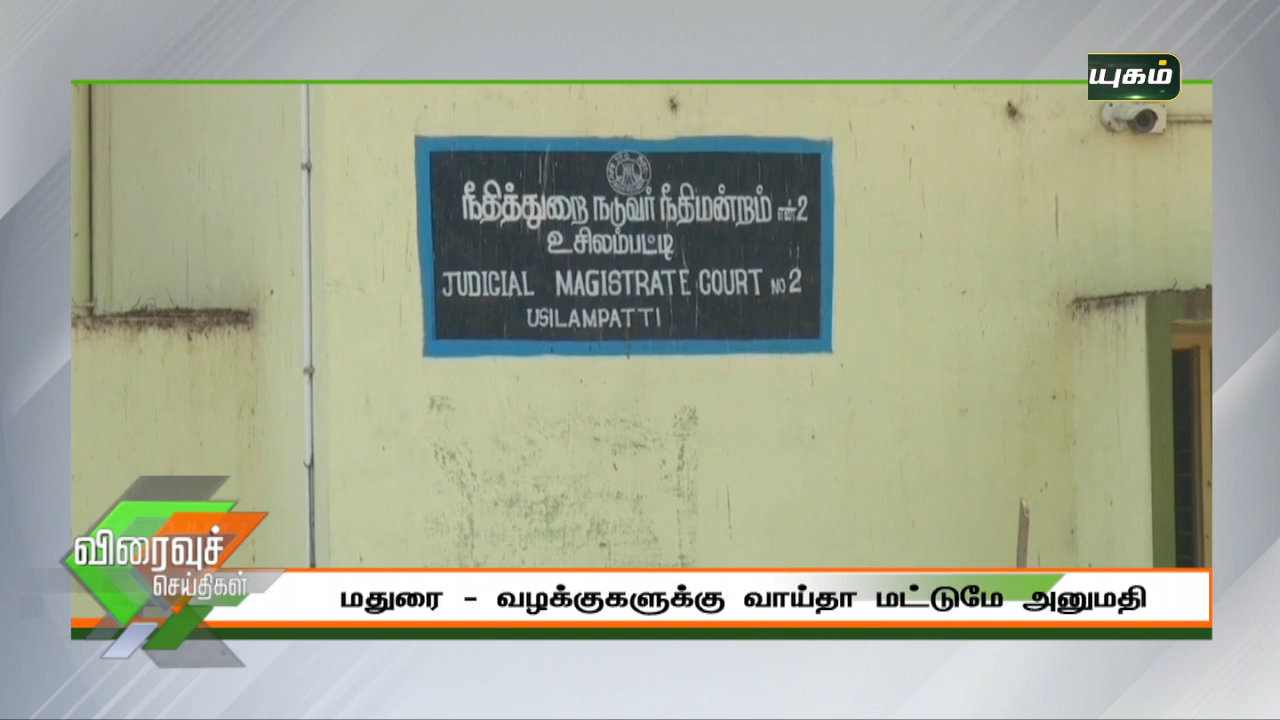 யுகம்
நீதித்துறை நடுவர் நீதிமன்றம் எண்.2
உசிலம்பட்டி
JUDICIAL MAGISTRATE COURT NO 2
USILAMPATTI
விரைவுச்
செய்திகள்
மதுரை - வழக்குகளுக்கு வாய்தா மட்டுமே அனுமதி